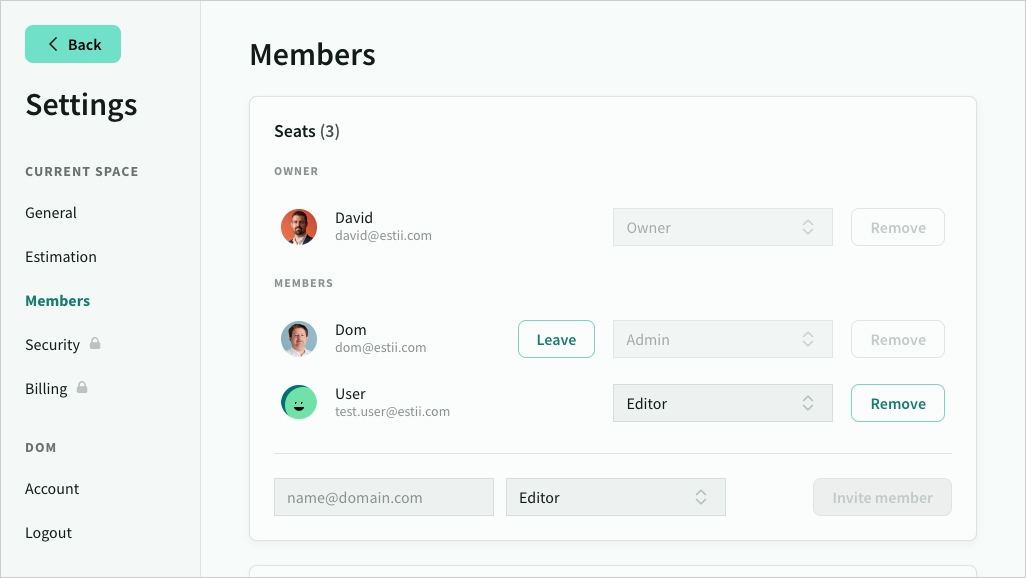 Back
Settings
CURRENT SPACE
General
Estimation
Members
Security
Billing
DOM
Account
Logout
Members
Seats (3)
OWNER
David
david@estii.com
Owner
Remove
MEMBERS
Dom
dom@estii.com
Leave
Admin
Remove
User
test.user@estii.com
Editor
Remove
name@domain.com
Editor
Invite member